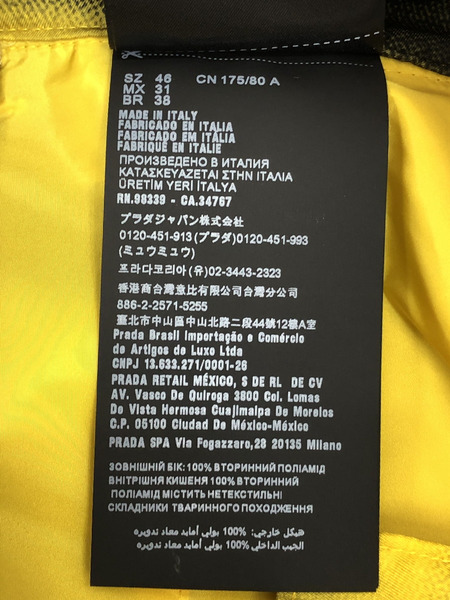 SZ 46 CN 175/80 A
MX 31
BR 38
MADE IN ITALY
FABRICADO EN ITALIA
FABRICADO EM ITÁLIA
FABRIQUÉ EN ITALIE
ПРОИЗВЕДЕНО В ИТАЛИЯ
ΚΑΤΑΣΚΕΥΑΖΕΤΑΙ ΣΤΗΝ ΙΤΑΛΙΑ
ÜRETİM YERİ İTALYA
RN.98339 - CA.34767
プラダジャパン株式会社
0120-451-913(プラダ)0120-451-993
(ミュウミュウ)
프라다코리아(유)02-3443-2323
香港商台灣意比有限公司台灣分公司
886-2-2571-5255
臺北市中山區中山北路二段44號12樓A室
Prada Brasil Importação e Comércio
de Artigos de Luxo Ltda
CNPJ 13.633.271/0001-26
PRADA RETAIL MÉXICO, S DE RL DE CV
AV. Vasco De Quiroga 3800 Col. Lomas
De Vista Hermosa Cuajimalpa De Morelos
C.P. 05100 Ciudad De México-México
PRADA SPA Via Fogazzaro,28 20135 Milano
ЗОВНІШНІЙ БІК: 100% ВТОРИННИЙ ПОЛІАМІД
ВНУТРІШНЯ КИШЕНЯ 100% ВТОРИННИЙ
ПОЛІАМІД МІСТИТЬ НЕТЕКСТИЛЬНІ
СКЛАДНИКИ ТВАРИННОГО ПОХОДЖЕННЯ
هيكل خارجي: 100% بولي أمايد معاد تدويره
الجيب الداخلي 100% بولي أمايد معاد تدويره